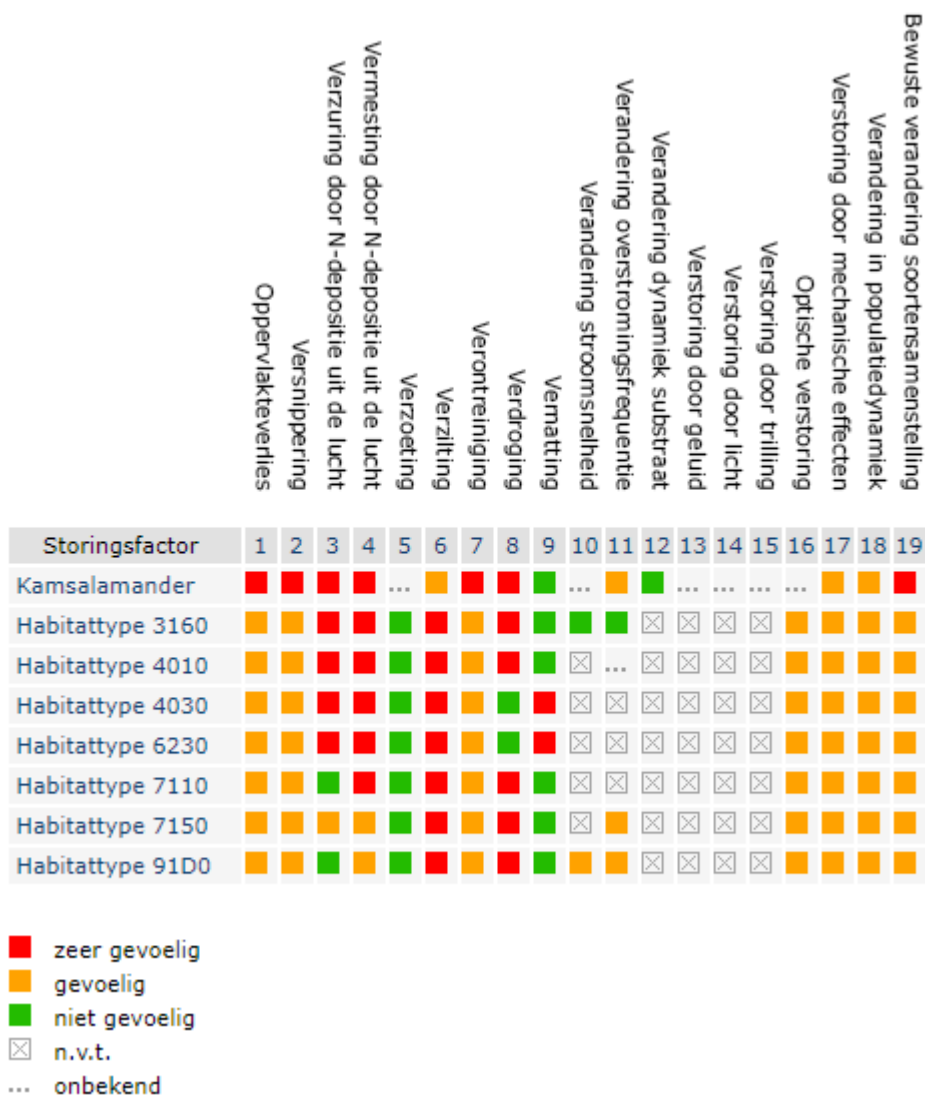 Oppervlakteverlies
Versnippering
Verzuring door N-depositie uit de lucht
Vermesting door N-depositie uit de lucht
Verzoeting
Verzilting
Verontreiniging
Verdroging
Vernatting
Verandering stroomsnelheid
Verandering overstromingsfrequentie
Verandering dynamiek substraat
Verstoring door geluid
Verstoring door licht
Verstoring door trilling
Optische verstoring
Verstoring door mechanische effecten
Verandering in populatiedynamiek
Bewuste verandering soortensamenstelling
Storingsfactor 1 2 3 4 5 6 7 8 9 10 11 12 13 14 15 16 17 18 19
Kamsalamander ... ... ... ... ... ...
Habitattype 3160
Habitattype 4010 ...
Habitattype 4030
Habitattype 6230
Habitattype 7110
Habitattype 7150
Habitattype 91D0
zeer gevoelig
gevoelig
niet gevoelig
n.v.t.
... onbekend